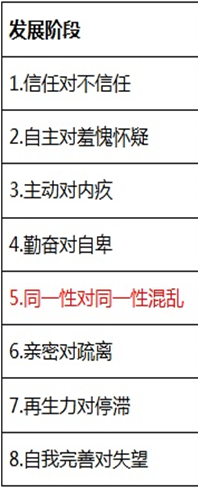 发展阶段
1.信任对不信任
2.自主对羞愧怀疑
3.主动对内疚
4.勤奋对自卑
5.同一性对同一性混乱
6.亲密对疏离
7.再生力对停滞
8.自我完善对失望